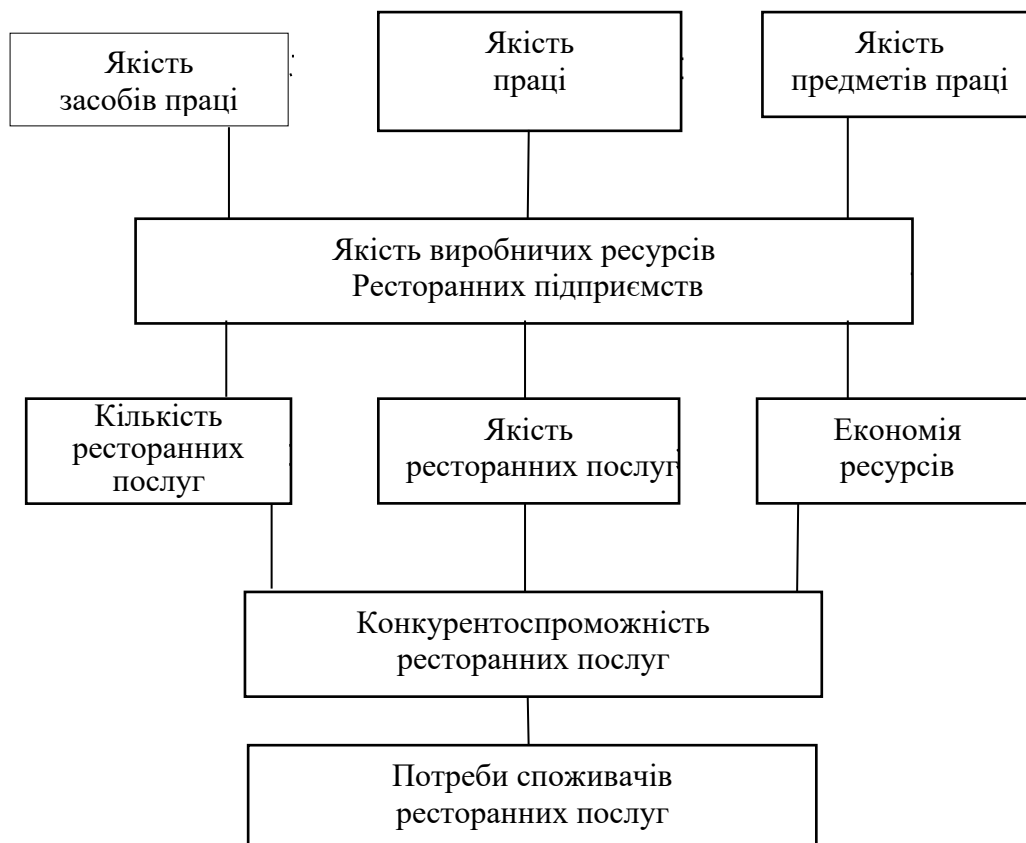 Якість
засобів праці
Якість
праці
Якість
предметів праці
Якість виробничих ресурсів
Ресторанних підприємств
Кількість
ресторанних
послуг
Якість
ресторанних послуг
Економія
ресурсів
Конкурентоспроможність
ресторанних послуг
Потреби споживачів
ресторанних послуг